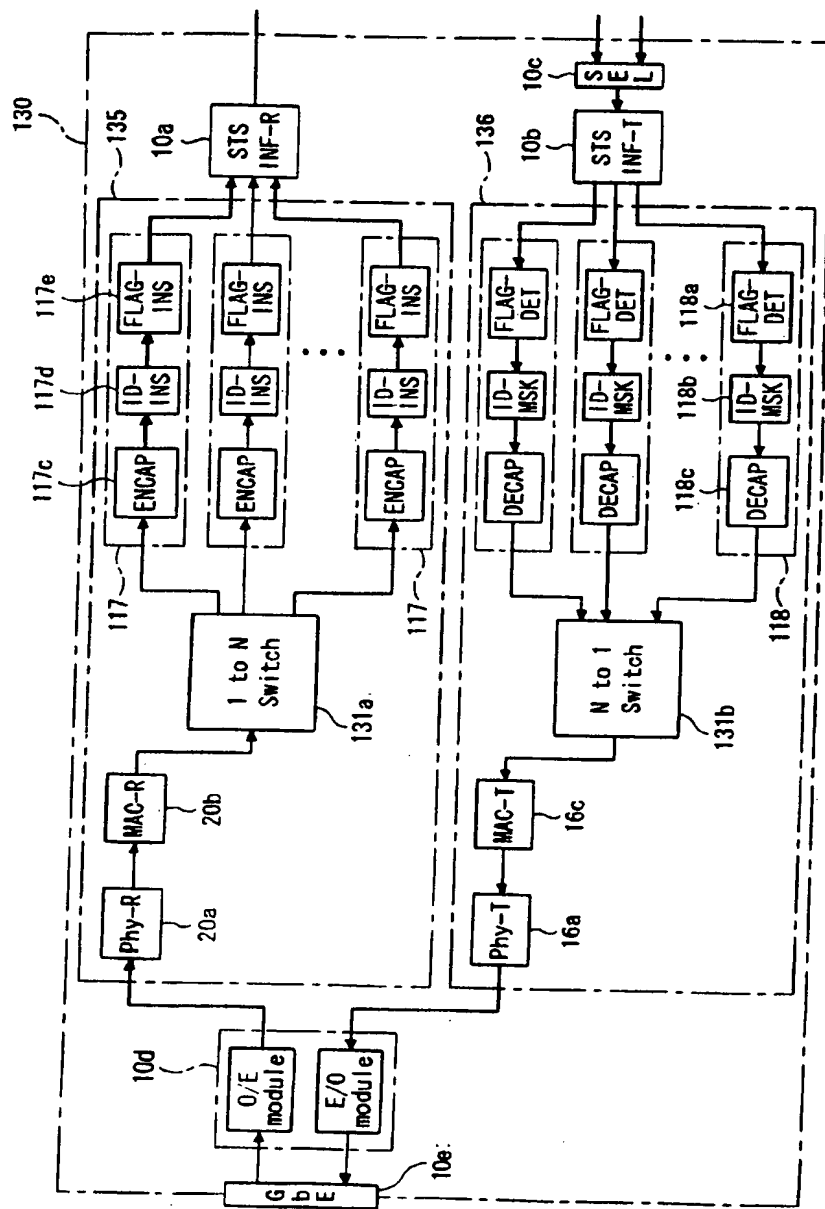 130
135
10a
STS
INF-R
117e
FLAG-
INS
FLAG-
INS
FLAG-
INS
117d
ID-
INS
ID-
INS
ID-
INS
117c
ENCAP
ENCAP
ENCAP
117
117
1 to N
Switch
131a
MAC-R
20b
Phy-R
20a
10d
O/E
module
E/O
module
GbE
10e
SEL
10c
10b
STS
INF-T
136
FLAG-
DET
FLAG-
DET
118a
FLAG-
DET
ID-
MSK
ID-
MSK
118b
ID-
MSK
DECAP
DECAP
118c
DECAP
118
N to 1
Switch
131b
MAC-T
16c
Phy-T
16a